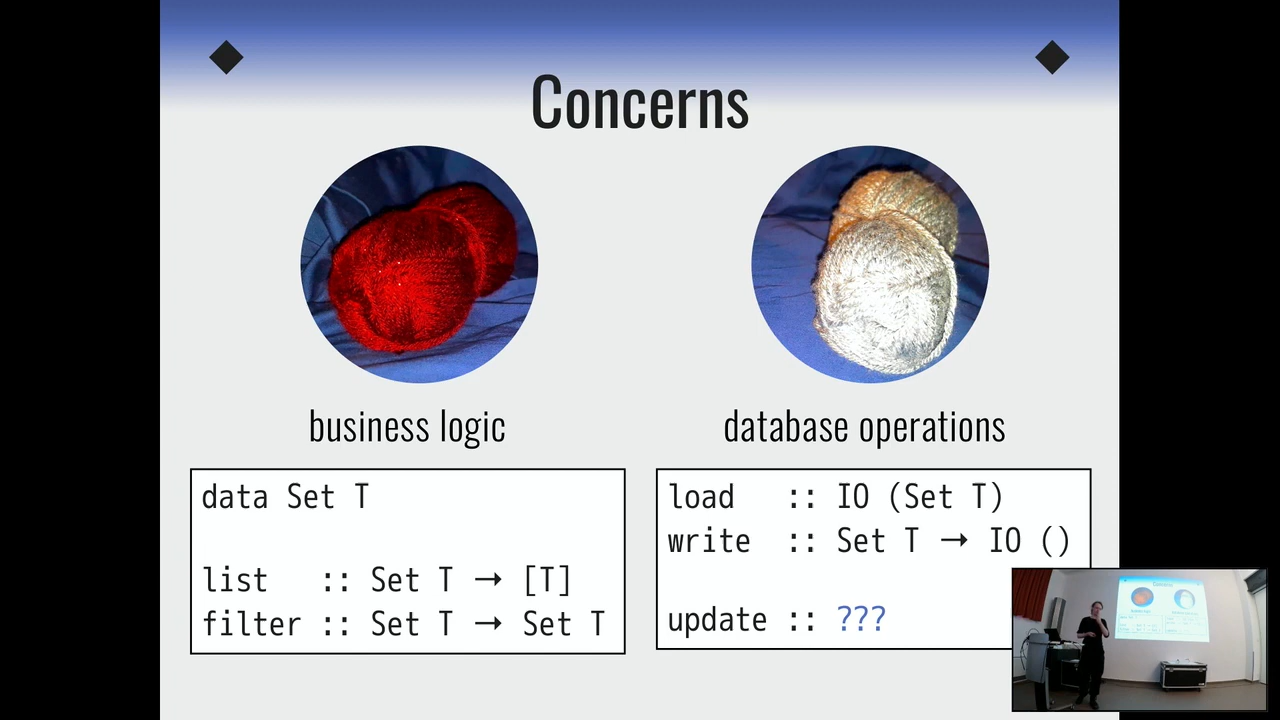 Concerns
business logic
database operations
data Set T
list :: Set T → [T]
filter :: Set T → Set T
load :: IO (Set T)
write :: Set T → IO ()
update :: ???